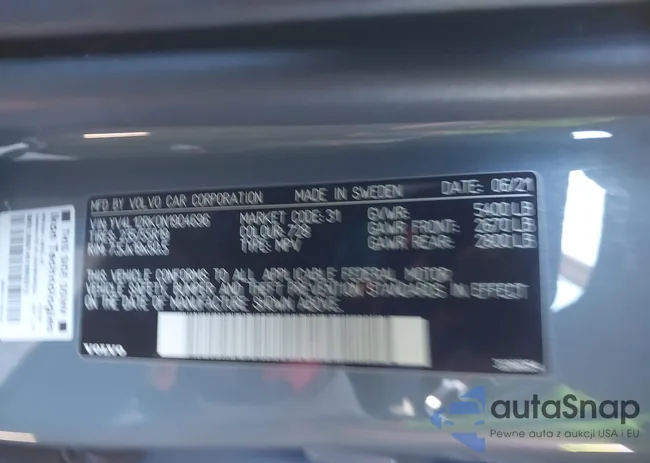 MFD BY VOLVO CAR CORPORATION MADE IN SWEDEN DATE: 06/21
MARKET CODE: 31 GVWR: 5400 LB
COLOUR: 728 GAWR FRONT: 2670 LB
TYPE: MPV GAWR REAR: 2800 LB
THIS VEHICLE CONFORMS TO ALL APPLICABLE FEDERAL MOTOR
VEHICLE SAFETY, BUMPER AND THEFT PREVENTION STANDARDS IN EFFECT
ON THE DATE OF MANUFACTURE SHOWN ABOVE.
VOLVO
autaSnap
Pewne auta z aukcji USA i EU